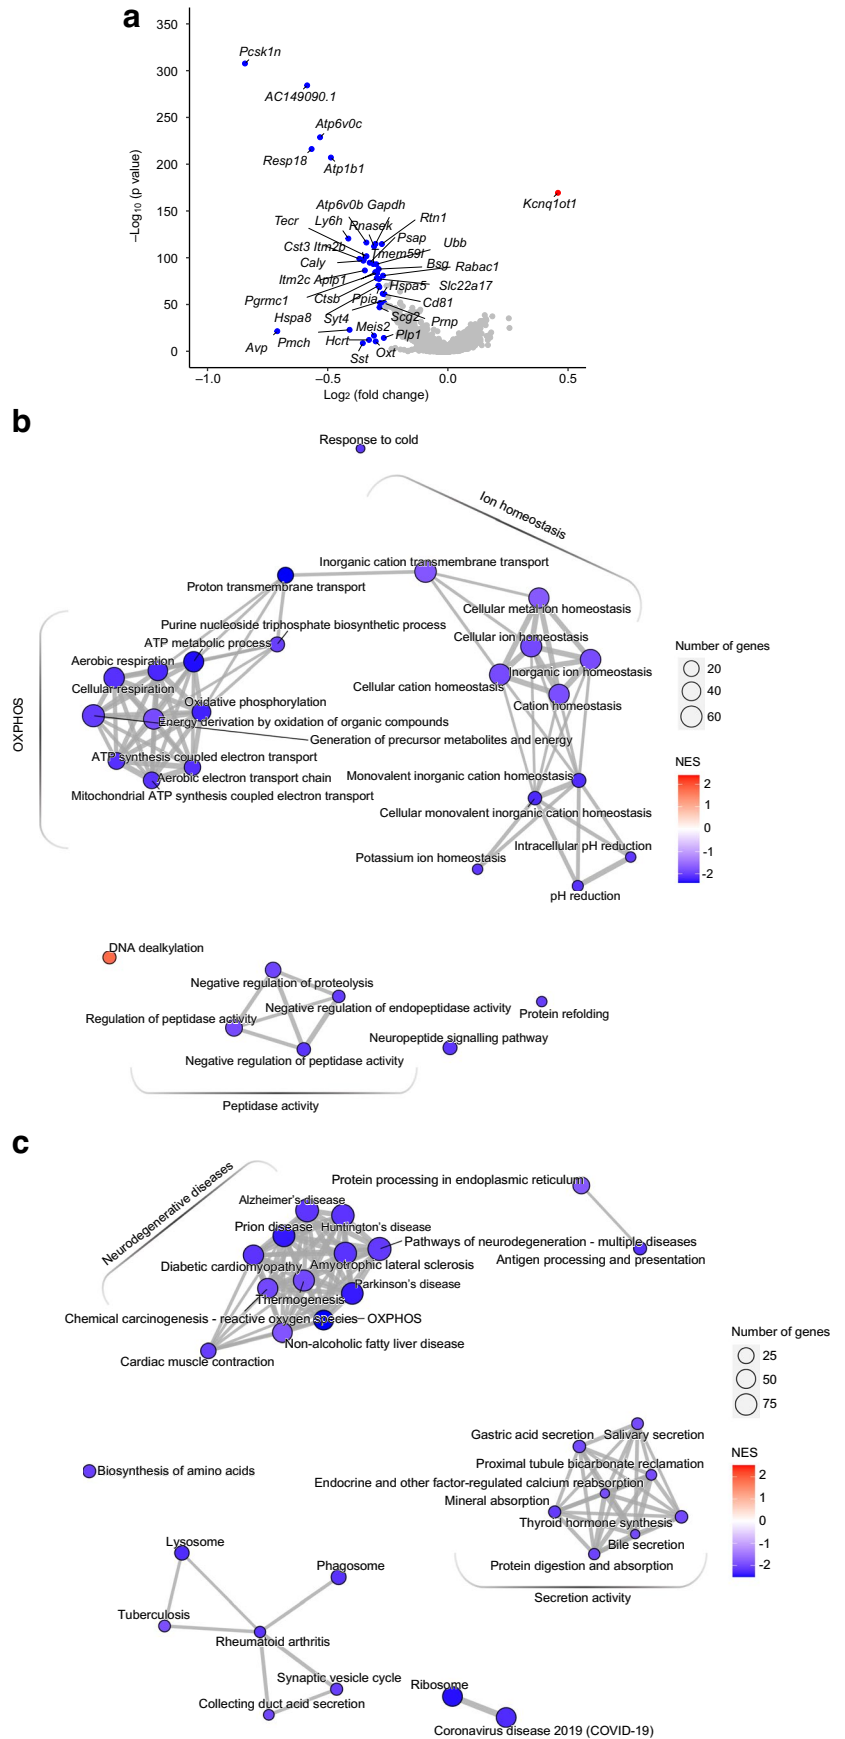 a
350
300
250
200
150
100
50
0
−Log10 (p value)
Pcsk1n
AC149090.1
Atp6v0c
Resp18
Atp1b1
Kcnq1ot1
Atp6v0b Gapdh
Tecr
Ly6h
Rnasek
Rtn1
Psap
Ubb
Cst3 Itm2b
Tmem59l
Caly
Bsg
Rabac1
Itm2c Aplp1
Hspa5
Slc22a17
Pgrmc1
Ctsb
Ppia
Cd81
Hspa8
Syt4
Scg2
Prnp
Meis2
Plp1
Avp
Pmch
Hcrt
Sst
Oxt
−1.0
−0.5
0.0
0.5
Log2 (fold change)
b
Response to cold
Ion homeostasis
Inorganic cation transmembrane transport
Proton transmembrane transport
Cellular metal ion homeostasis
Purine nucleoside triphosphate biosynthetic process
Cellular ion homeostasis
ATP metabolic process
Aerobic respiration
Inorganic ion homeostasis
Cellular respiration
Cellular cation homeostasis
Oxidative phosphorylation
Cation homeostasis
Energy derivation by oxidation of organic compounds
Generation of precursor metabolites and energy
OXPHOS
ATP synthesis coupled electron transport
Aerobic electron transport chain
Monovalent inorganic cation homeostasis
Mitochondrial ATP synthesis coupled electron transport
Cellular monovalent inorganic cation homeostasis
Intracellular pH reduction
Potassium ion homeostasis
pH reduction
Number of genes
20
40
60
NES
2
1
0
-1
-2
DNA dealkylation
Negative regulation of proteolysis
Negative regulation of endopeptidase activity
Protein refolding
Regulation of peptidase activity
Neuropeptide signalling pathway
Negative regulation of peptidase activity
Peptidase activity
c
Neurodegenerative diseases
Protein processing in endoplasmic reticulum
Alzheimer's disease
Prion disease
Huntington's disease
Pathways of neurodegeneration - multiple diseases
Antigen processing and presentation
Diabetic cardiomyopathy
Amyotrophic lateral sclerosis
Parkinson's disease
Thermogenesis
Chemical carcinogenesis - reactive oxygen species
OXPHOS
Non-alcoholic fatty liver disease
Cardiac muscle contraction
Number of genes
25
50
75
NES
2
1
0
-1
-2
Gastric acid secretion
Salivary secretion
Proximal tubule bicarbonate reclamation
Biosynthesis of amino acids
Endocrine and other factor-regulated calcium reabsorption
Mineral absorption
Thyroid hormone synthesis
Bile secretion
Protein digestion and absorption
Secretion activity
Lysosome
Phagosome
Tuberculosis
Rheumatoid arthritis
Synaptic vesicle cycle
Collecting duct acid secretion
Ribosome
Coronavirus disease 2019 (COVID-19)